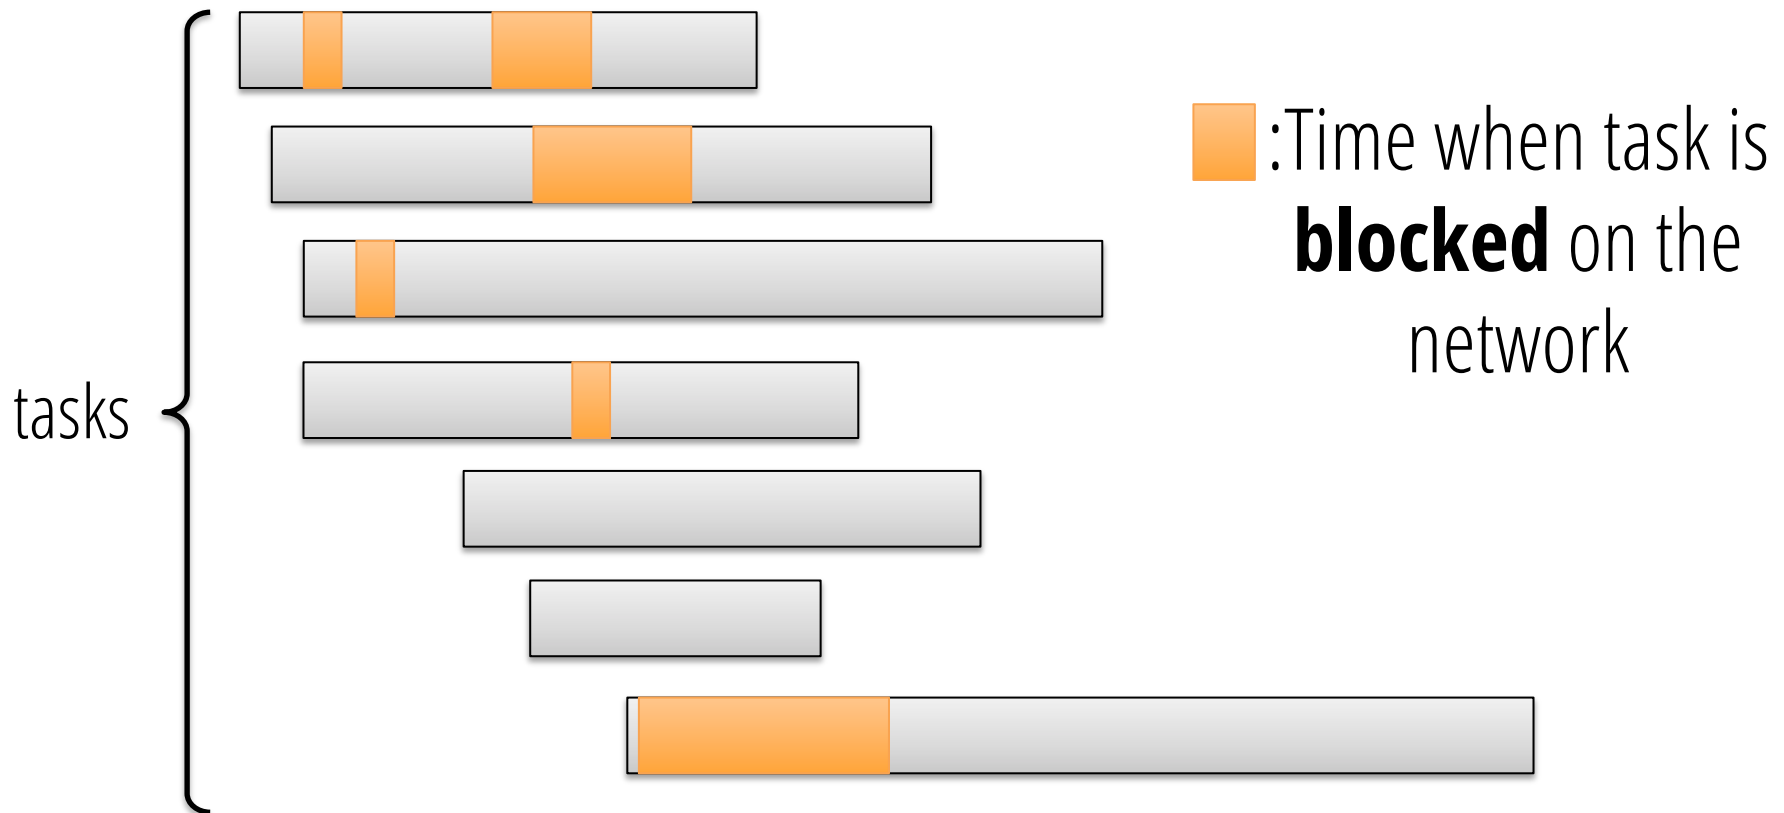 :Time when task is
blocked on the
network
tasks